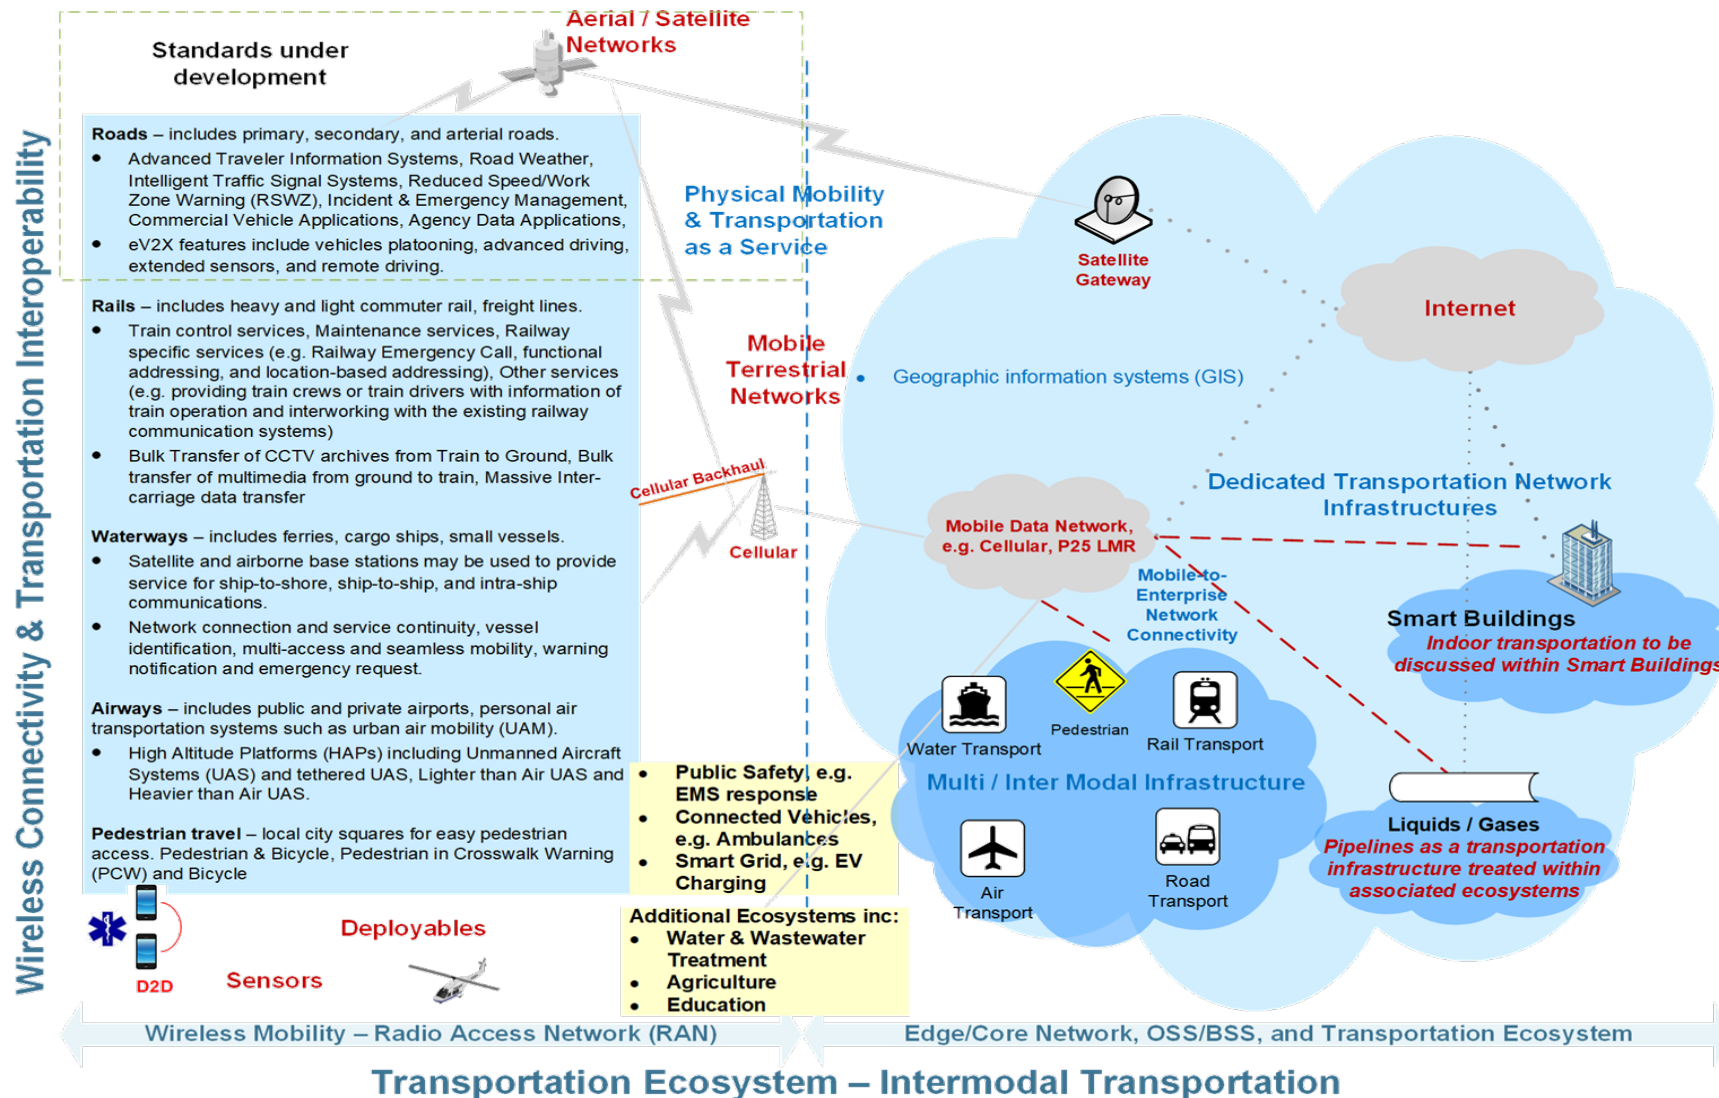 Aerial / Satellite
Networks
Standards under
development
Wireless Connectivity & Transportation Interoperability
Roads – includes primary, secondary, and arterial roads.
● Advanced Traveler Information Systems, Road Weather,
Intelligent Traffic Signal Systems, Reduced Speed/Work
Zone Warning (RSWZ), Incident & Emergency Management,
Commercial Vehicle Applications, Agency Data Applications,
● eV2X features include vehicles platooning, advanced driving,
extended sensors, and remote driving.
Rails – includes heavy and light commuter rail, freight lines.
● Train control services, Maintenance services, Railway
specific services (e.g. Railway Emergency Call, functional
addressing, and location-based addressing), Other services
(e.g. providing train crews or train drivers with information of
train operation and interworking with the existing railway
communication systems)
● Bulk Transfer of CCTV archives from Train to Ground, Bulk
transfer of multimedia from ground to train, Massive Inter-
carriage data transfer
Waterways – includes ferries, cargo ships, small vessels.
● Satellite and airborne base stations may be used to provide
service for ship-to-shore, ship-to-ship, and intra-ship
communications.
● Network connection and service continuity, vessel
identification, multi-access and seamless mobility, warning
notification and emergency request.
Airways – includes public and private airports, personal air
transportation systems such as urban air mobility (UAM).
● High Altitude Platforms (HAPs) including Unmanned Aircraft
Systems (UAS) and tethered UAS, Lighter than Air UAS and
Heavier than Air UAS.
Pedestrian travel – local city squares for easy pedestrian
access. Pedestrian & Bicycle, Pedestrian in Crosswalk Warning
(PCW) and Bicycle
D2D
Deployables
Sensors
Physical Mobility
& Transportation
as a Service
Mobile
Terrestrial
Networks
Cellular Backhaul
Cellular
● Public Safety, e.g.
EMS response
● Connected Vehicles,
e.g. Ambulances
● Smart Grid, e.g. EV
Charging
Additional Ecosystems inc:
● Water & Wastewater
Treatment
● Agriculture
● Education
Satellite
Gateway
Internet
● Geographic information systems (GIS)
Dedicated Transportation Network
Infrastructures
Mobile Data Network,
e.g. Cellular, P25 LMR
Mobile-to-
Enterprise
Network
Connectivity
Smart Buildings
Indoor transportation to be
discussed within Smart Buildings
Water Transport
Pedestrian
Rail Transport
Multi / Inter Modal Infrastructure
Air
Transport
Road
Transport
Liquids / Gases
Pipelines as a transportation
infrastructure treated within
associated ecosystems
Wireless Mobility – Radio Access Network (RAN)
Edge/Core Network, OSS/BSS, and Transportation Ecosystem
Transportation Ecosystem – Intermodal Transportation